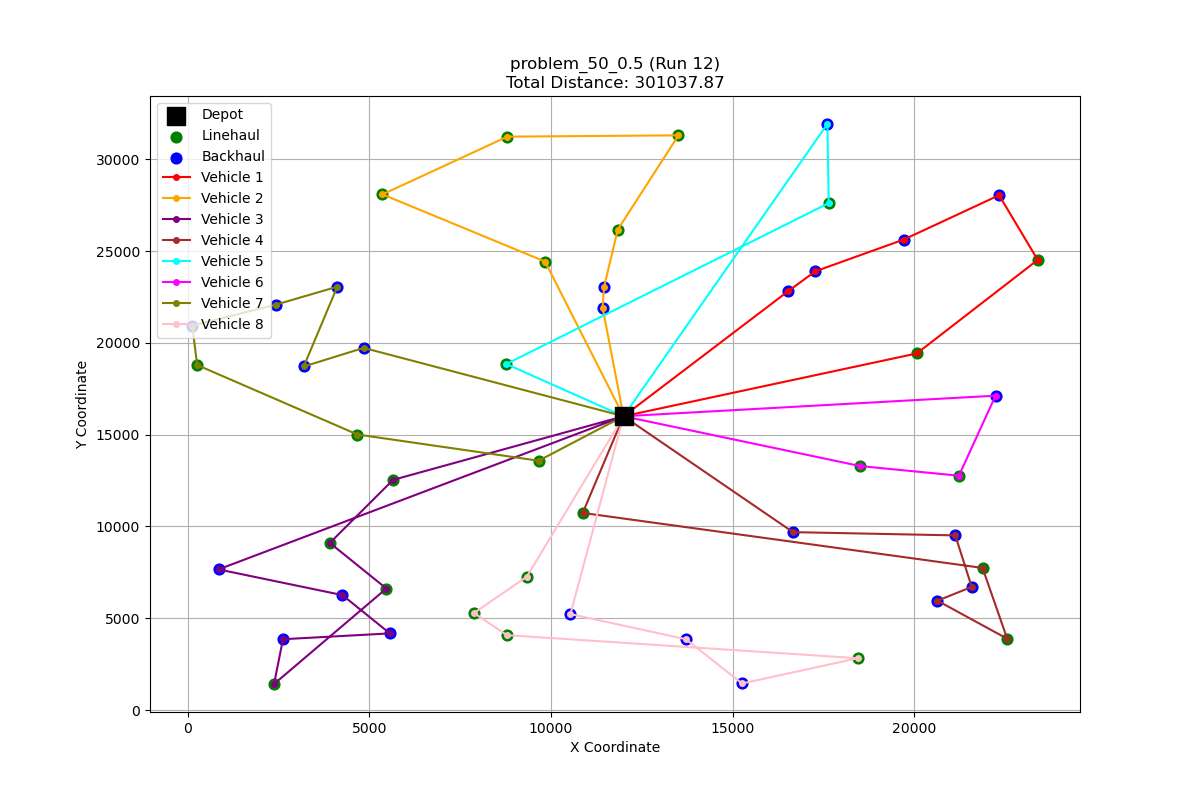 problem_50_0.5 (Run 12)
Total Distance: 301037.87
Depot
Linehaul
Backhaul
Vehicle 1
Vehicle 2
Vehicle 3
Vehicle 4
Vehicle 5
Vehicle 6
Vehicle 7
Vehicle 8
Y Coordinate
30000
25000
20000
15000
10000
5000
0
0 5000 10000 15000 20000
X Coordinate